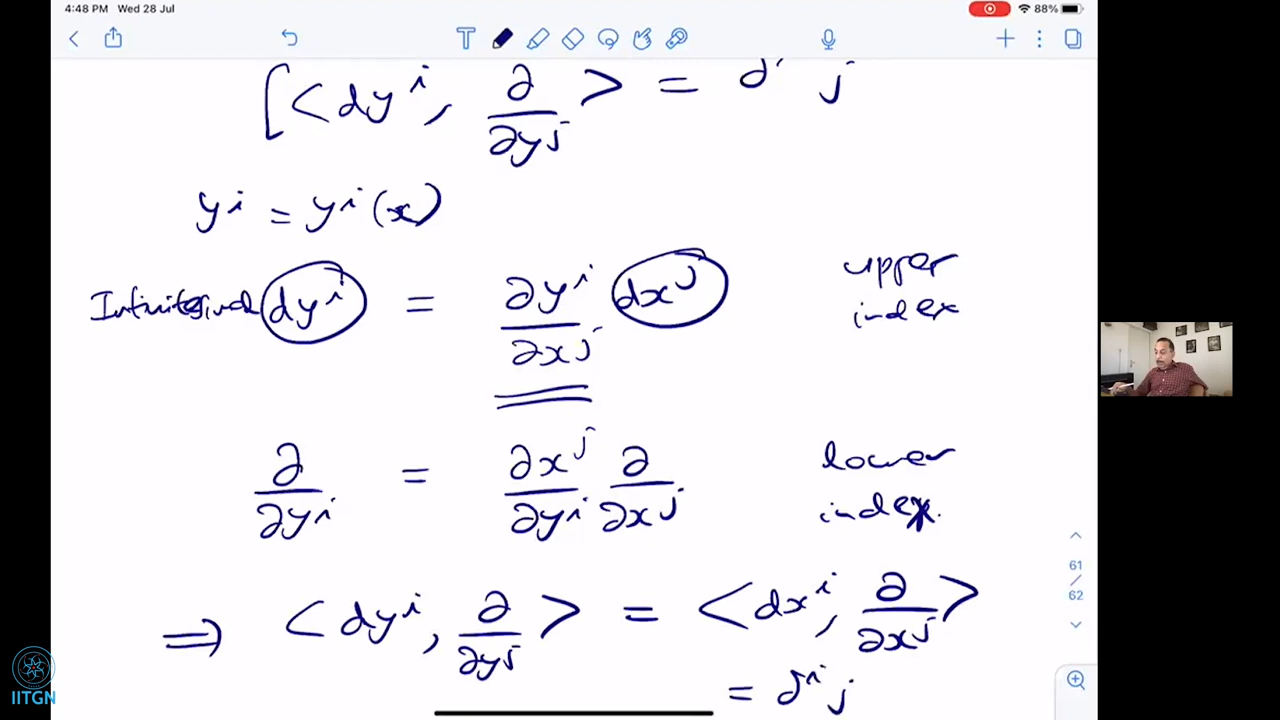 4:48 PM Wed 28 Jul 88%
[< dy^i, ∂/∂y^j > = δ^i_j
y^i = y^i(x)
Infinitesimal dy^i = ∂y^i/∂x^j dx^j upper index
∂/∂y^i = ∂x^j/∂y^i ∂/∂x^j lower index.
⇒ < dy^i, ∂/∂y^j > = < dx^i, ∂/∂x^j >
= δ^i_j
61 / 62
IITGN